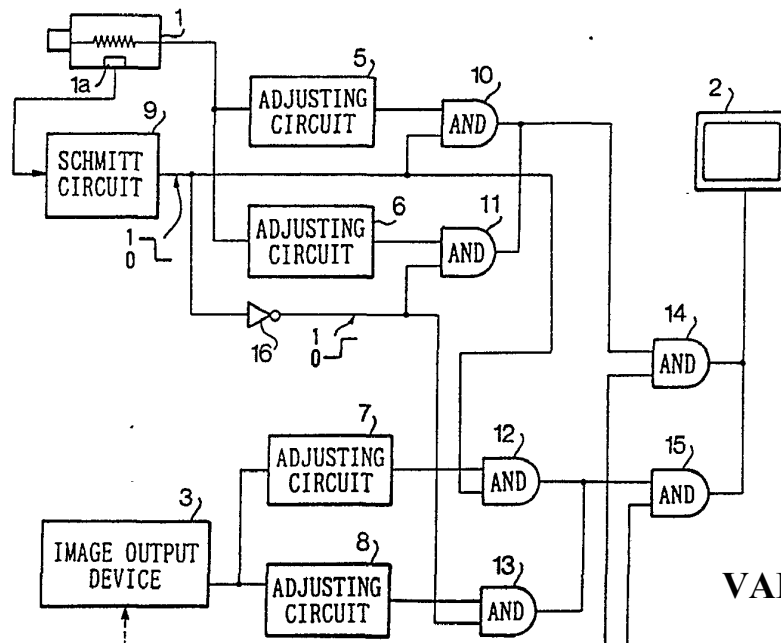 1
1a
5
ADJUSTING
CIRCUIT
10
AND
2
9
SCHMITT
CIRCUIT
6
ADJUSTING
CIRCUIT
11
AND
1
0
16
1
0
14
AND
7
ADJUSTING
CIRCUIT
12
AND
15
AND
3
IMAGE OUTPUT
DEVICE
8
ADJUSTING
CIRCUIT
13
AND